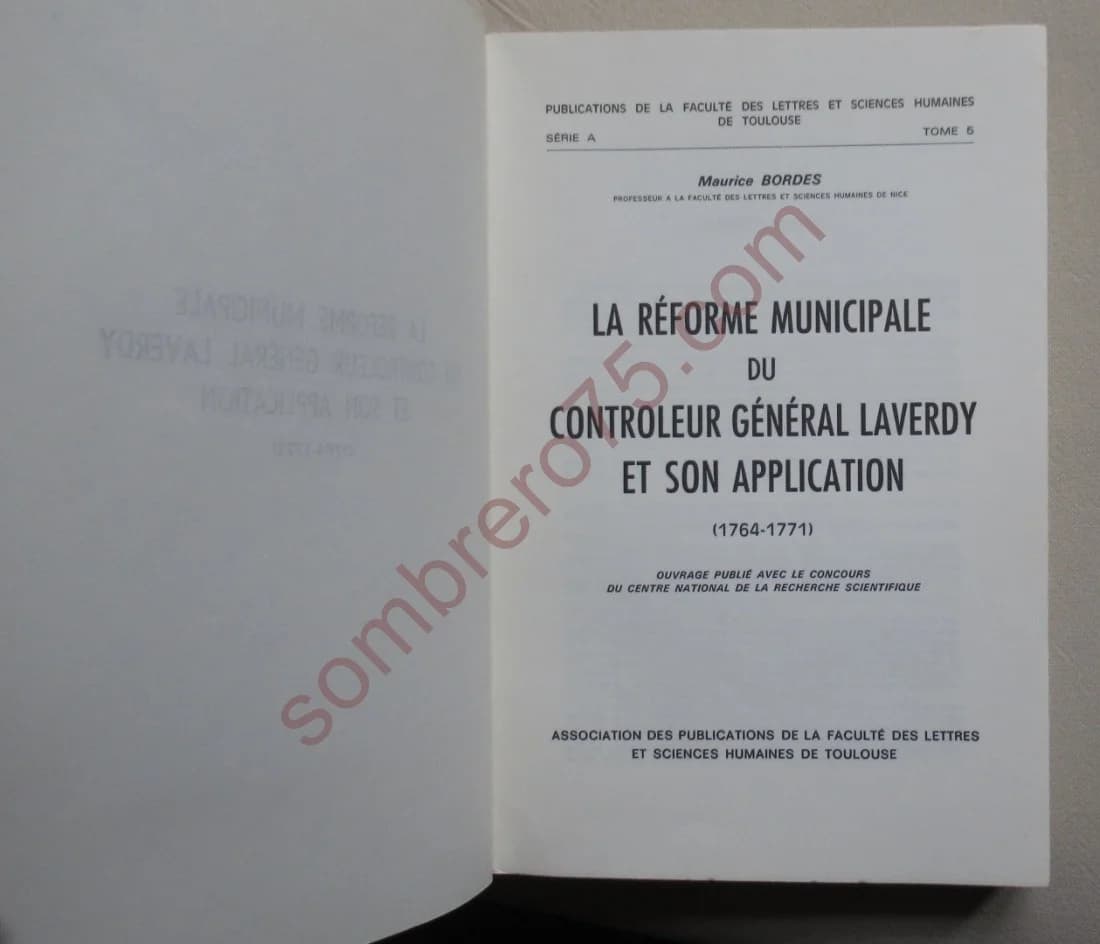 PUBLICATIONS DE LA FACULTÉ DES LETTRES ET SCIENCES HUMAINES
DE TOULOUSE
SÉRIE A TOME 5
Maurice BORDES
PROFESSEUR A LA FACULTÉ DES LETTRES ET SCIENCES HUMAINES DE NICE
LA RÉFORME MUNICIPALE
DU
CONTROLEUR GÉNÉRAL LAVERDY
ET SON APPLICATION
(1764-1771)
OUVRAGE PUBLIÉ AVEC LE CONCOURS
DU CENTRE NATIONAL DE LA RECHERCHE SCIENTIFIQUE
ASSOCIATION DES PUBLICATIONS DE LA FACULTÉ DES LETTRES
ET SCIENCES HUMAINES DE TOULOUSE
sombrero75.com